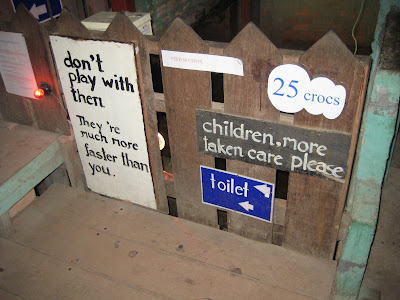 don't
play with
them.
They're
much more
faster than
you.
25 crocs
children, more
taken care please
toilet